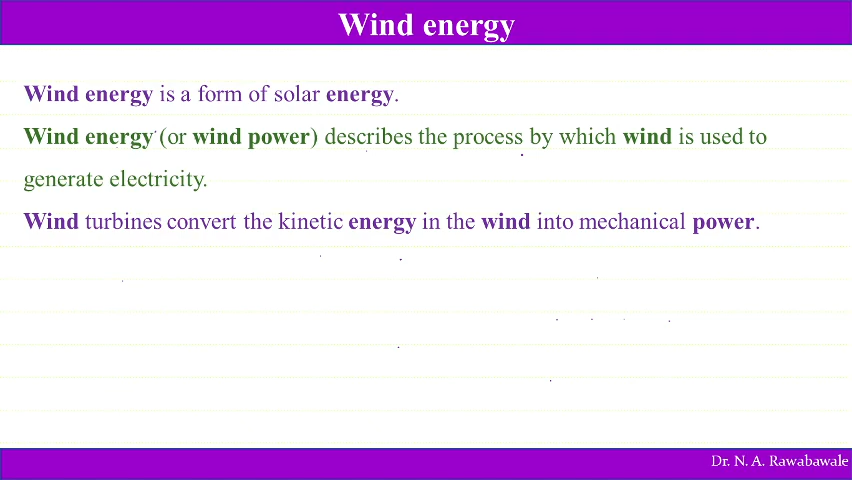 Wind energy
Wind energy is a form of solar energy.
Wind energy (or wind power) describes the process by which wind is used to
generate electricity.
Wind turbines convert the kinetic energy in the wind into mechanical power.
Dr. N. A. Rawabawale